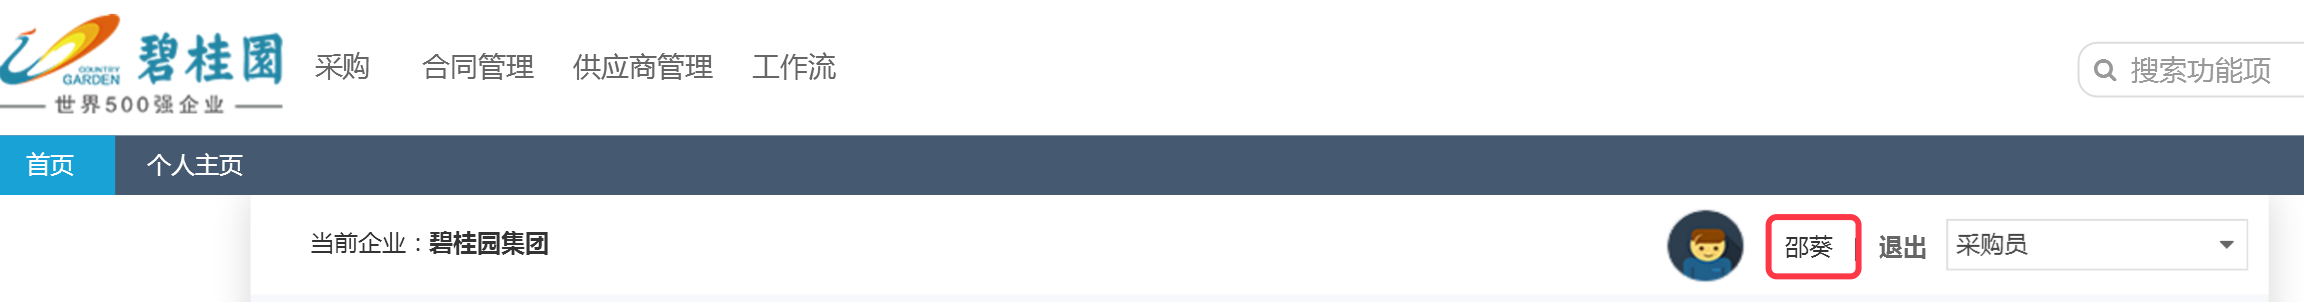 碧桂園
COUNTRY
GARDEN
世界500强企业
采购 合同管理 供应商管理 工作流
搜索功能项
首页 个人主页
当前企业：碧桂园集团
邵葵 | 退出 采购员